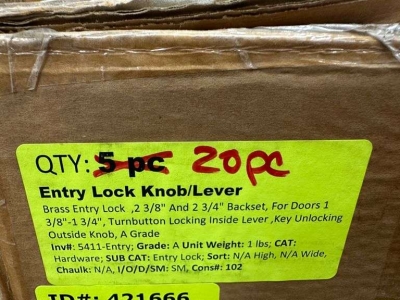 QTY: 5 pc 20pc
Entry Lock Knob/Lever
Brass Entry Lock ,2 3/8" And 2 3/4" Backset, For Doors 1
3/8"-1 3/4", Turnbutton Locking Inside Lever ,Key Unlocking
Outside Knob, A Grade
Inv#: 5411-Entry; Grade: A Unit Weight: 1 lbs; CAT:
Hardware; SUB CAT: Entry Lock; Sort: N/A High, N/A Wide,
Chaulk: N/A, I/O/D/SM: SM, Cons#: 102
ID#: 421666